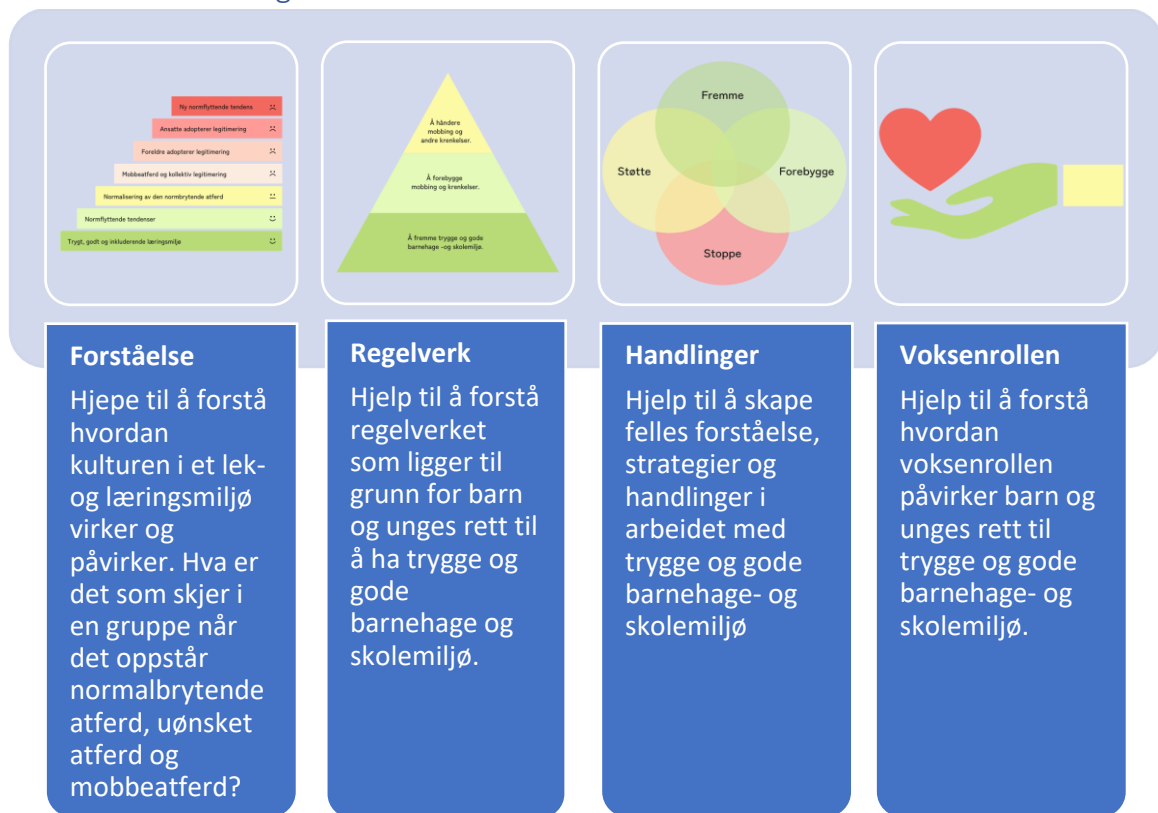 Ny normflyttende tendens
Ansatte adopterer legitimering
Foreldre adopterer legitimering
Mobbeatferd og kollektiv legitimering
Normalisering av den normbrytende atferd
Normflyttende tendenser
Trygt, godt og inkluderende læringsmiljø
Å håndere
mobbing og
andre krenkelser.
Å forebygge
mobbing og krenkelser.
Å fremme trygge og gode
barnehage -og skolemiljø.
Fremme
Støtte
Forebygge
Stoppe
Forståelse
Hjepe til å forstå
hvordan
kulturen i et lek-
og læringsmiljø
virker og
påvirker. Hva er
det som skjer i
en gruppe når
det oppstår
normalbrytende
atferd, uønsket
atferd og
mobbeatferd?
Regelverk
Hjelp til å forstå
regelverket
som ligger til
grunn for barn
og unges rett til
å ha trygge og
gode
barnehage og
skolemiljø.
Handlinger
Hjelp til å skape
felles forståelse,
strategier og
handlinger i
arbeidet med
trygge og gode
barnehage- og
skolemiljø
Voksenrollen
Hjelp til å forstå
hvordan
voksenrollen
påvirker barn og
unges rett til
trygge og gode
barnehage- og
skolemiljø.